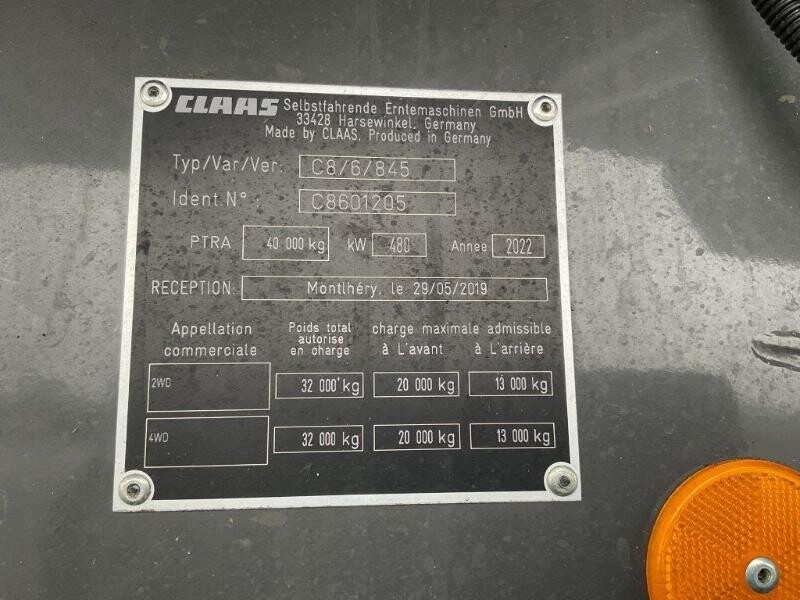 CLAAS Selbstfahrende Erntemaschinen GmbH
33428 Harsewinkel, Germany
Made by CLAAS. Produced in Germany
Typ/Var/Ver. C8/6/845
Ident.N° : C8601205
PTRA 40 000 kg kW 480 Annee 2022
RECEPTION: Montlhéry, le 29/05/2019
Appellation commerciale Poids total autorise en charge charge maximale admissible
à L'avant à L'arrière
2WD 32 000 kg 20 000 kg 13 000 kg
4WD 32 000 kg 20 000 kg 13 000 kg